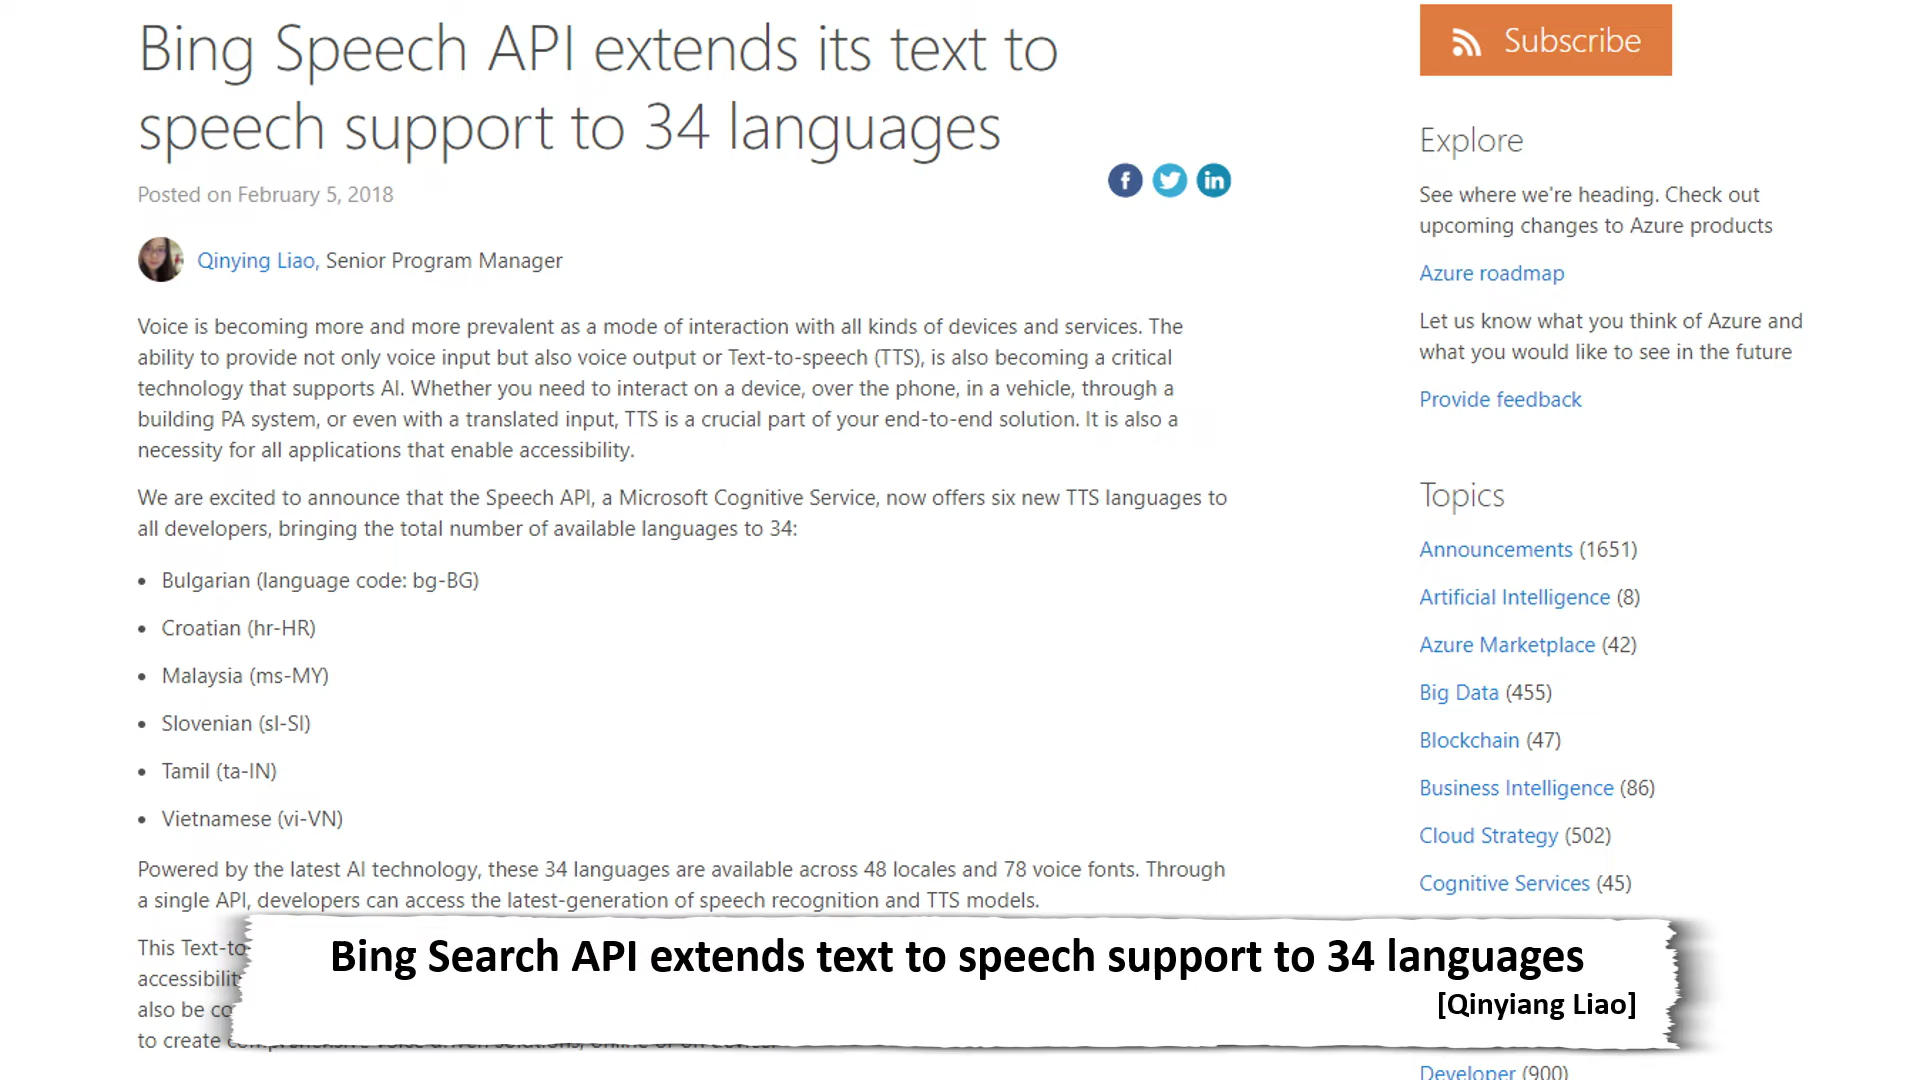 Bing Speech API extends its text to
speech support to 34 languages
Posted on February 5, 2018
Qinying Liao, Senior Program Manager
Voice is becoming more and more prevalent as a mode of interaction with all kinds of devices and services. The
ability to provide not only voice input but also voice output or Text-to-speech (TTS), is also becoming a critical
technology that supports AI. Whether you need to interact on a device, over the phone, in a vehicle, through a
building PA system, or even with a translated input, TTS is a crucial part of your end-to-end solution. It is also a
necessity for all applications that enable accessibility.
We are excited to announce that the Speech API, a Microsoft Cognitive Service, now offers six new TTS languages to
all developers, bringing the total number of available languages to 34:
• Bulgarian (language code: bg-BG)
• Croatian (hr-HR)
• Malaysia (ms-MY)
• Slovenian (sl-SI)
• Tamil (ta-IN)
• Vietnamese (vi-VN)
Powered by the latest AI technology, these 34 languages are available across 48 locales and 78 voice fonts. Through
a single API, developers can access the latest-generation of speech recognition and TTS models.
This Text-to
also be
to create
Subscribe
Explore
See where we're heading. Check out
upcoming changes to Azure products
Azure roadmap
Let us know what you think of Azure and
what you would like to see in the future
Provide feedback
Topics
Announcements (1651)
Artificial Intelligence (8)
Azure Marketplace (42)
Big Data (455)
Blockchain (47)
Business Intelligence (86)
Cloud Strategy (502)
Cognitive Services (45)
Developer (900)
Bing Search API extends text to speech support to 34 languages
[Qinyiang Liao]